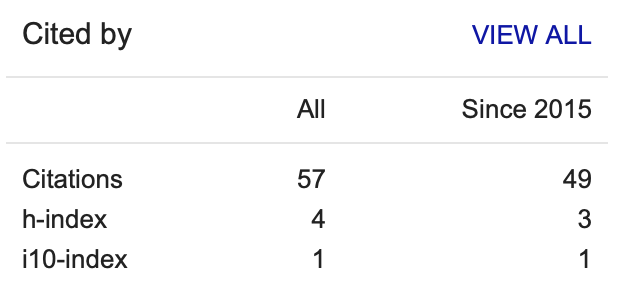 Cited by VIEW ALL
All Since 2015
Citations 57 49
h-index 4 3
i10-index 1 1